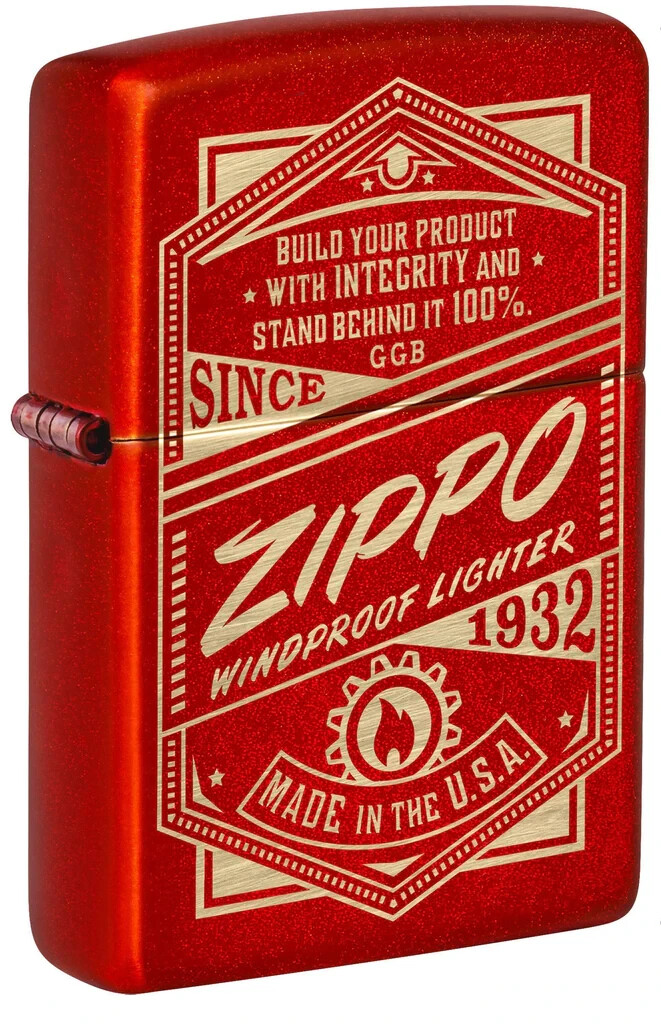 BUILD YOUR PRODUCT
WITH INTEGRITY AND
STAND BEHIND IT 100%.
GGB
SINCE
ZIPPO
WINDPROOF LIGHTER
1932
MADE IN THE U.S.A.